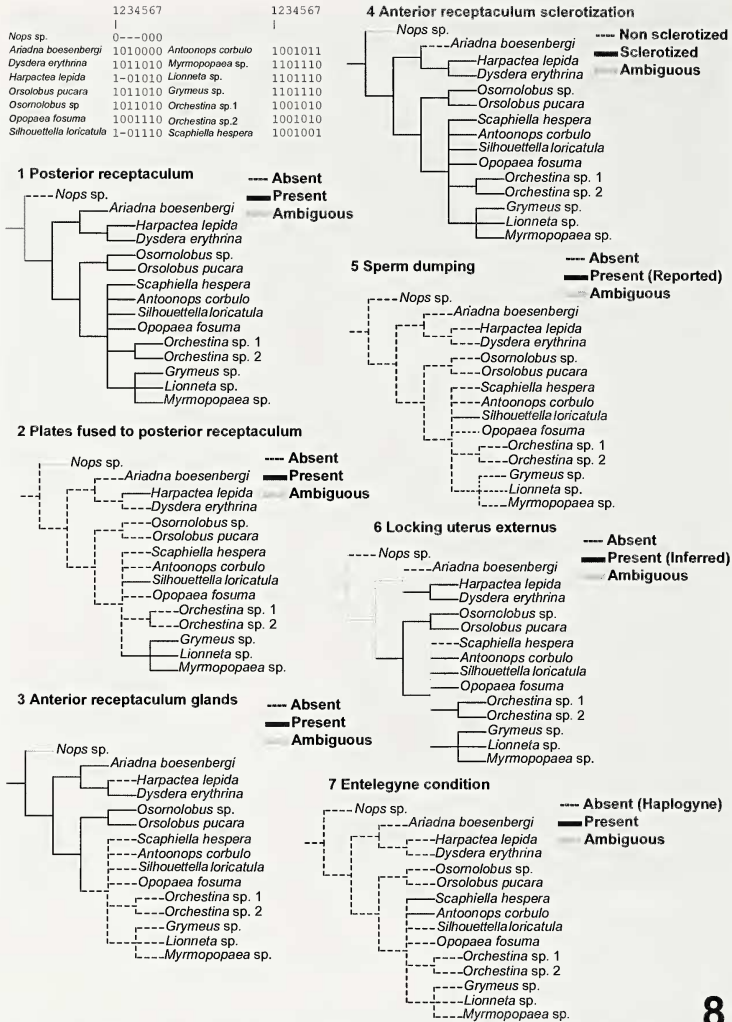 1234567 1234567
| |
Nops sp. 0---000
Ariadna boesenbergi 1010000 Antoonops corbulo 1001011
Dysdera erythrina 1011010 Myrmopopaea sp. 1101110
Harpactea lepida 1-01010 Lionneta sp. 1101110
Orsolobus pucara 1011010 Grymeus sp. 1101110
Osornolobus sp 1011010 Orchestina sp.1 1001010
Opopaea fosuma 1001110 Orchestina sp.2 1001010
Silhouettella loricatula 1-01110 Scaphiella hespera 1001001
1 Posterior receptaculum
Absent
Present
Ambiguous
Nops sp.
Ariadna boesenbergi
Harpactea lepida
Dysdera erythrina
Osornolobus sp.
Orsolobus pucara
Scaphiella hespera
Antoonops corbulo
Silhouettella loricatula
Opopaea fosuma
Orchestina sp. 1
Orchestina sp. 2
Grymeus sp.
Lionneta sp.
Myrmopopaea sp.
2 Plates fused to posterior receptaculum
Absent
Present
Ambiguous
Nops sp.
Ariadna boesenbergi
Harpactea lepida
Dysdera erythrina
Osornolobus sp.
Orsolobus pucara
Scaphiella hespera
Antoonops corbulo
Silhouettella loricatula
Opopaea fosuma
Orchestina sp. 1
Orchestina sp. 2
Grymeus sp.
Lionneta sp.
Myrmopopaea sp.
3 Anterior receptaculum glands
Absent
Present
Ambiguous
Nops sp.
Ariadna boesenbergi
Harpactea lepida
Dysdera erythrina
Osornolobus sp.
Orsolobus pucara
Scaphiella hespera
Antoonops corbulo
Silhouettella loricatula
Opopaea fosuma
Orchestina sp. 1
Orchestina sp. 2
Grymeus sp.
Lionneta sp.
Myrmopopaea sp.
4 Anterior receptaculum sclerotization
Non sclerotized
Sclerotized
Ambiguous
Nops sp.
Ariadna boesenbergi
Harpactea lepida
Dysdera erythrina
Osornolobus sp.
Orsolobus pucara
Scaphiella hespera
Antoonops corbulo
Silhouettella loricatula
Opopaea fosuma
Orchestina sp. 1
Orchestina sp. 2
Grymeus sp.
Lionneta sp.
Myrmopopaea sp.
5 Sperm dumping
Absent
Present (Reported)
Ambiguous
Nops sp.
Ariadna boesenbergi
Harpactea lepida
Dysdera erythrina
Osornolobus sp.
Orsolobus pucara
Scaphiella hespera
Antoonops corbulo
Silhouettella loricatula
Opopaea fosuma
Orchestina sp. 1
Orchestina sp. 2
Grymeus sp.
Lionneta sp.
Myrmopopaea sp.
6 Locking uterus externus
Absent
Present (Inferred)
Ambiguous
Nops sp.
Ariadna boesenbergi
Harpactea lepida
Dysdera erythrina
Osornolobus sp.
Orsolobus pucara
Scaphiella hespera
Antoonops corbulo
Silhouettella loricatula
Opopaea fosuma
Orchestina sp. 1
Orchestina sp. 2
Grymeus sp.
Lionneta sp.
Myrmopopaea sp.
7 Entelegyne condition
Absent (Haplogyne)
Present
Ambiguous
Nops sp.
Ariadna boesenbergi
Harpactea lepida
Dysdera erythrina
Osornolobus sp.
Orsolobus pucara
Scaphiella hespera
Antoonops corbulo
Silhouettella loricatula
Opopaea fosuma
Orchestina sp. 1
Orchestina sp. 2
Grymeus sp.
Lionneta sp.
Myrmopopaea sp.
8